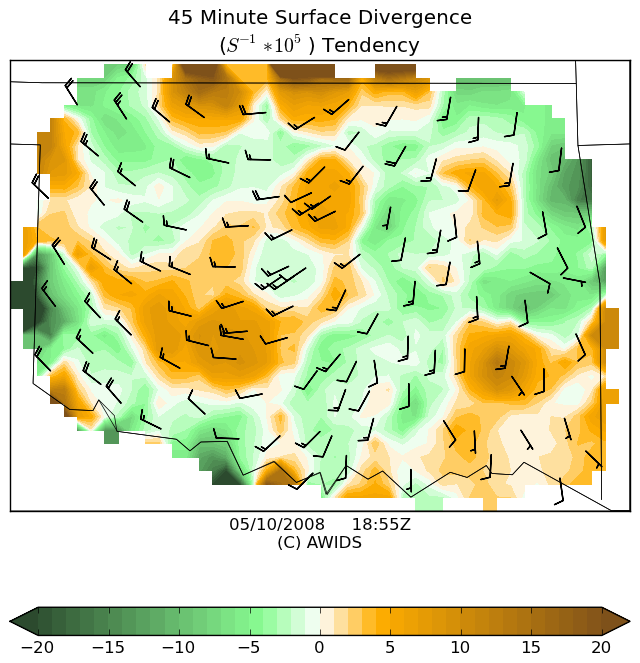 45 Minute Surface Divergence
(S⁻¹ * 10⁵ ) Tendency
05/10/2008 18:55Z
(C) AWIDS
−20 −15 −10 −5 0 5 10 15 20